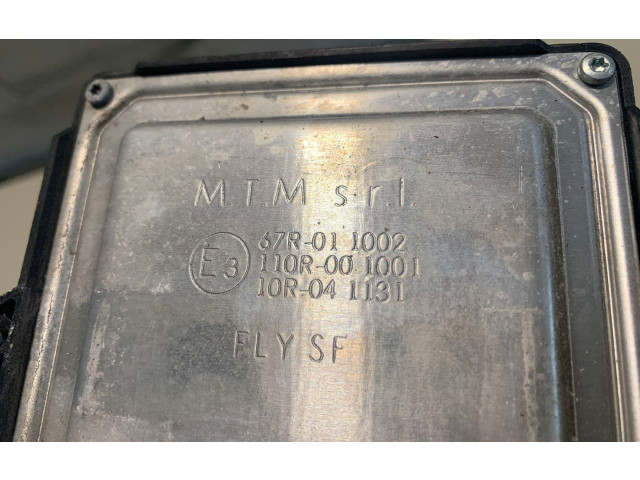 M.T.M s.r.l.
67R-01 1002
E3 110R-00 1001
10R-04 1131
FLY SF